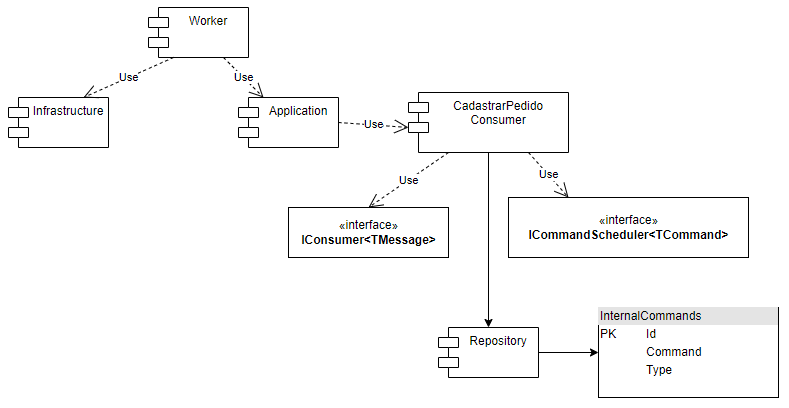 Worker
Use
Use
Infrastructure
Application
Use
CadastrarPedido
Consumer
Use
Use
«interface»
IConsumer<TMessage>
«interface»
ICommandScheduler<TCommand>
Repository
InternalCommands
PK Id
Command
Type